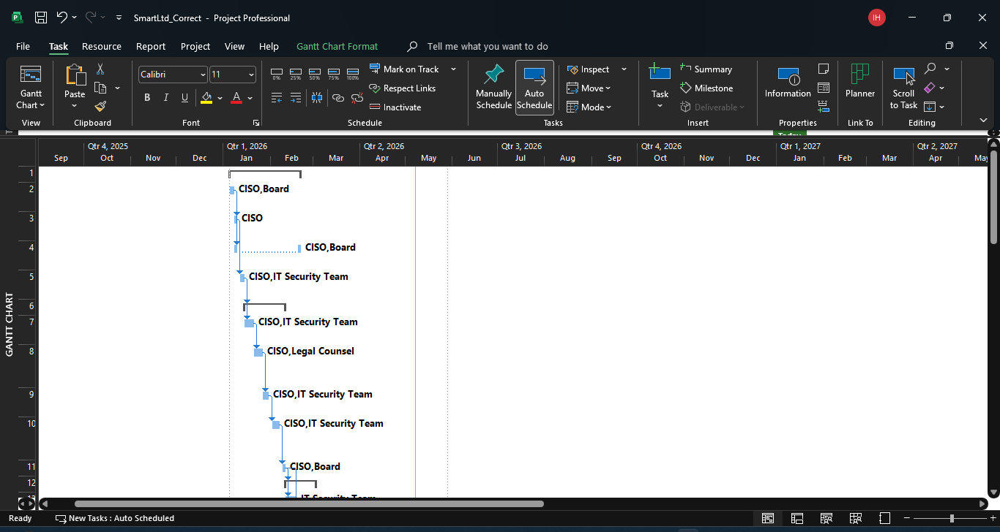 SmartLtd_Correct - Project Professional
IH
File Task Resource Report Project View Help Gantt Chart Format Tell me what you want to do
Gantt Chart
View
Paste
Clipboard
Calibri 11
B I U A
Font
0% 25% 50% 75% 100%
Mark on Track
Respect Links
Inactivate
Schedule
Manually Schedule
Auto Schedule
Inspect
Move
Mode
Tasks
Task
Summary
Milestone
Deliverable
Insert
Information
Properties
Planner
Link To
Scroll to Task
Editing
Today
Qtr 4, 2025 Qtr 1, 2026 Qtr 2, 2026 Qtr 3, 2026 Qtr 4, 2026 Qtr 1, 2027 Qtr 2, 2027
Sep Oct Nov Dec Jan Feb Mar Apr May Jun Jul Aug Sep Oct Nov Dec Jan Feb Mar Apr May
1
2 CISO,Board
3 CISO
4 CISO,Board
5 CISO,IT Security Team
6
7 CISO,IT Security Team
8 CISO,Legal Counsel
9 CISO,IT Security Team
10 CISO,IT Security Team
11 CISO,Board
12
IT Security Team
GANTT CHART
Ready New Tasks : Auto Scheduled